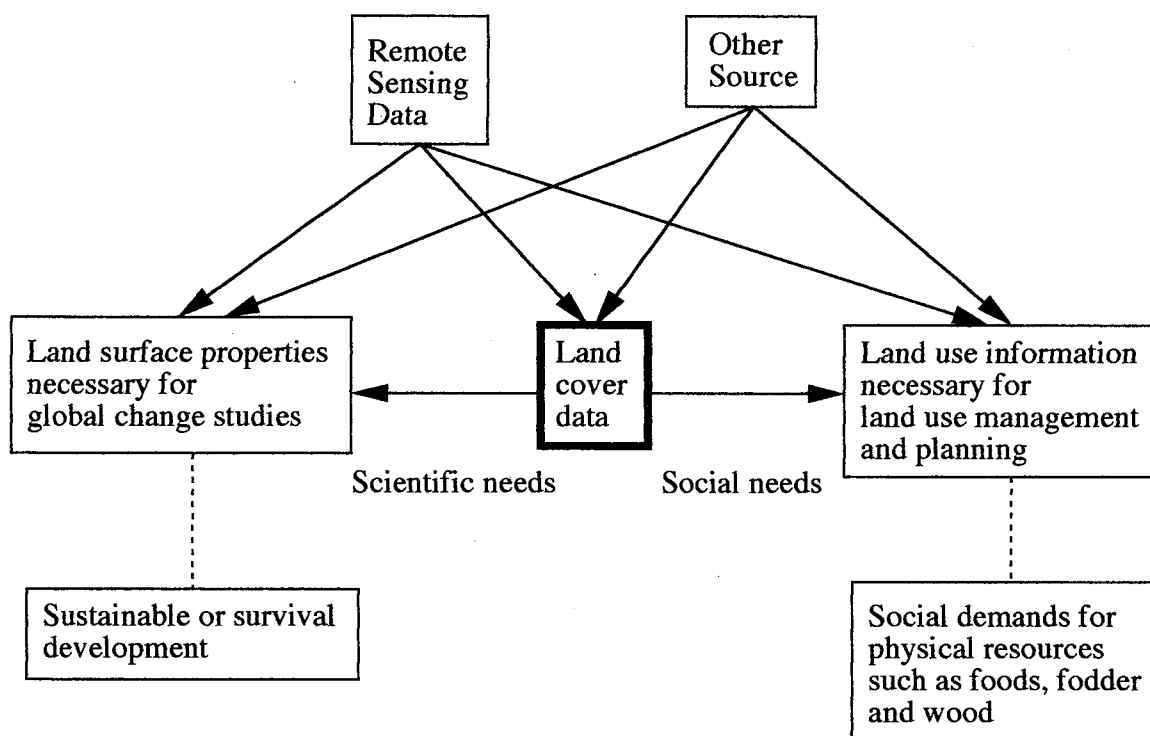 Remote
Sensing
Data
Other
Source
Land surface properties
necessary for
global change studies
Land
cover
data
Land use information
necessary for
land use management
and planning
Scientific needs
Social needs
Sustainable or survival
development
Social demands for
physical resources
such as foods, fodder
and wood